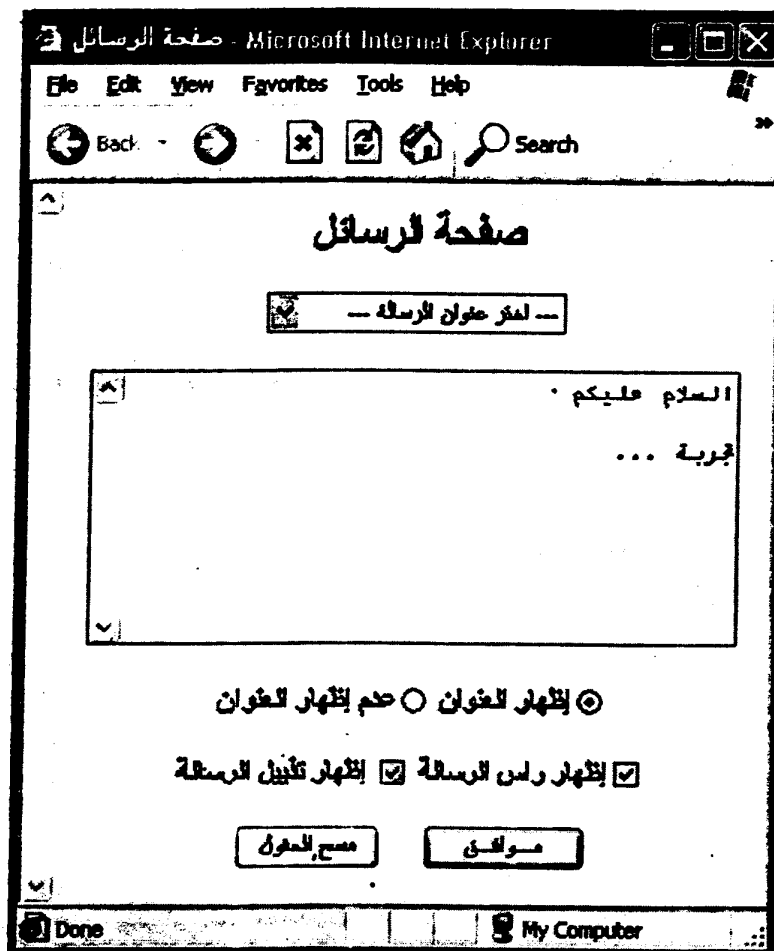 صفحة الرسائل - Microsoft Internet Explorer
File Edit View Favorites Tools Help
Back Search
صفحة الرسائل
--- اختر عنوان الرسالة ---
السلام عليكم .
تجربة ...
إظهار العنوان عدم إظهار العنوان
إظهار راس الرسالة إظهار تذييل الرسالة
موافق مسح الحقول
Done My Computer